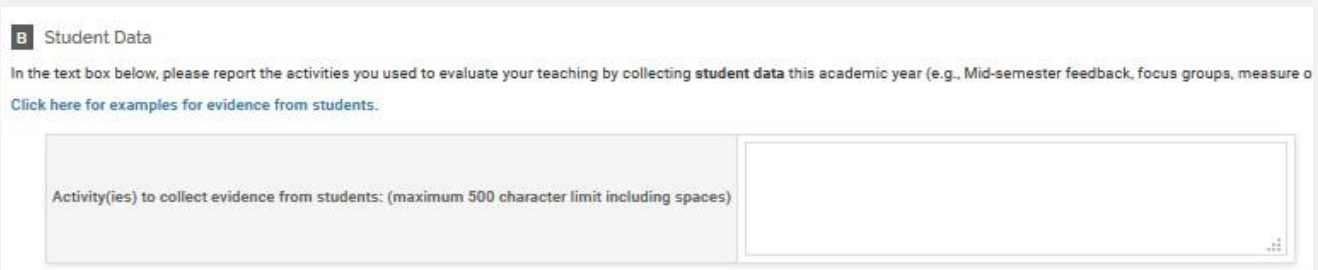 B Student Data
In the text box below, please report the activities you used to evaluate your teaching by collecting student data this academic year (e.g., Mid-semester feedback, focus groups, measure o
Click here for examples for evidence from students.
Activity(ies) to collect evidence from students: (maximum 500 character limit including spaces)